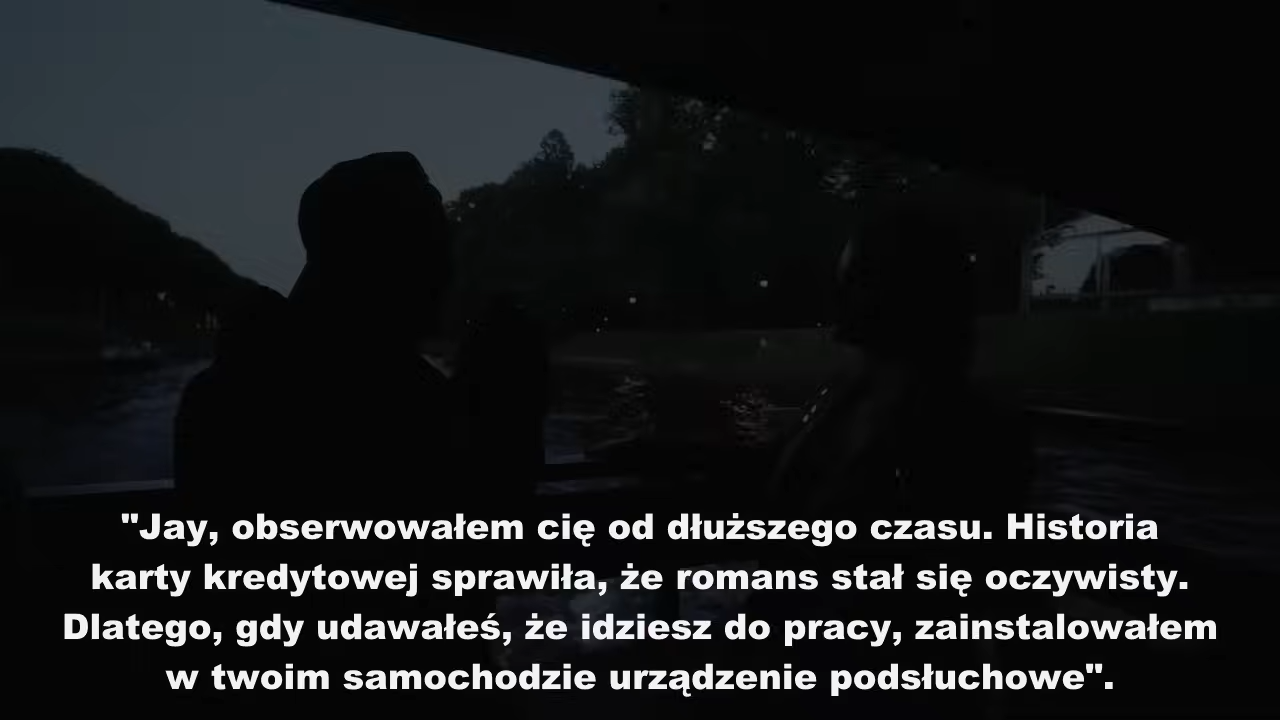 "Jay, obserwowałem cię od dłuższego czasu. Historia
karty kredytowej sprawiła, że romans stał się oczywisty.
Dlatego, gdy udawałeś, że idziesz do pracy, zainstalowałem
w twoim samochodzie urządzenie podsłuchowe".